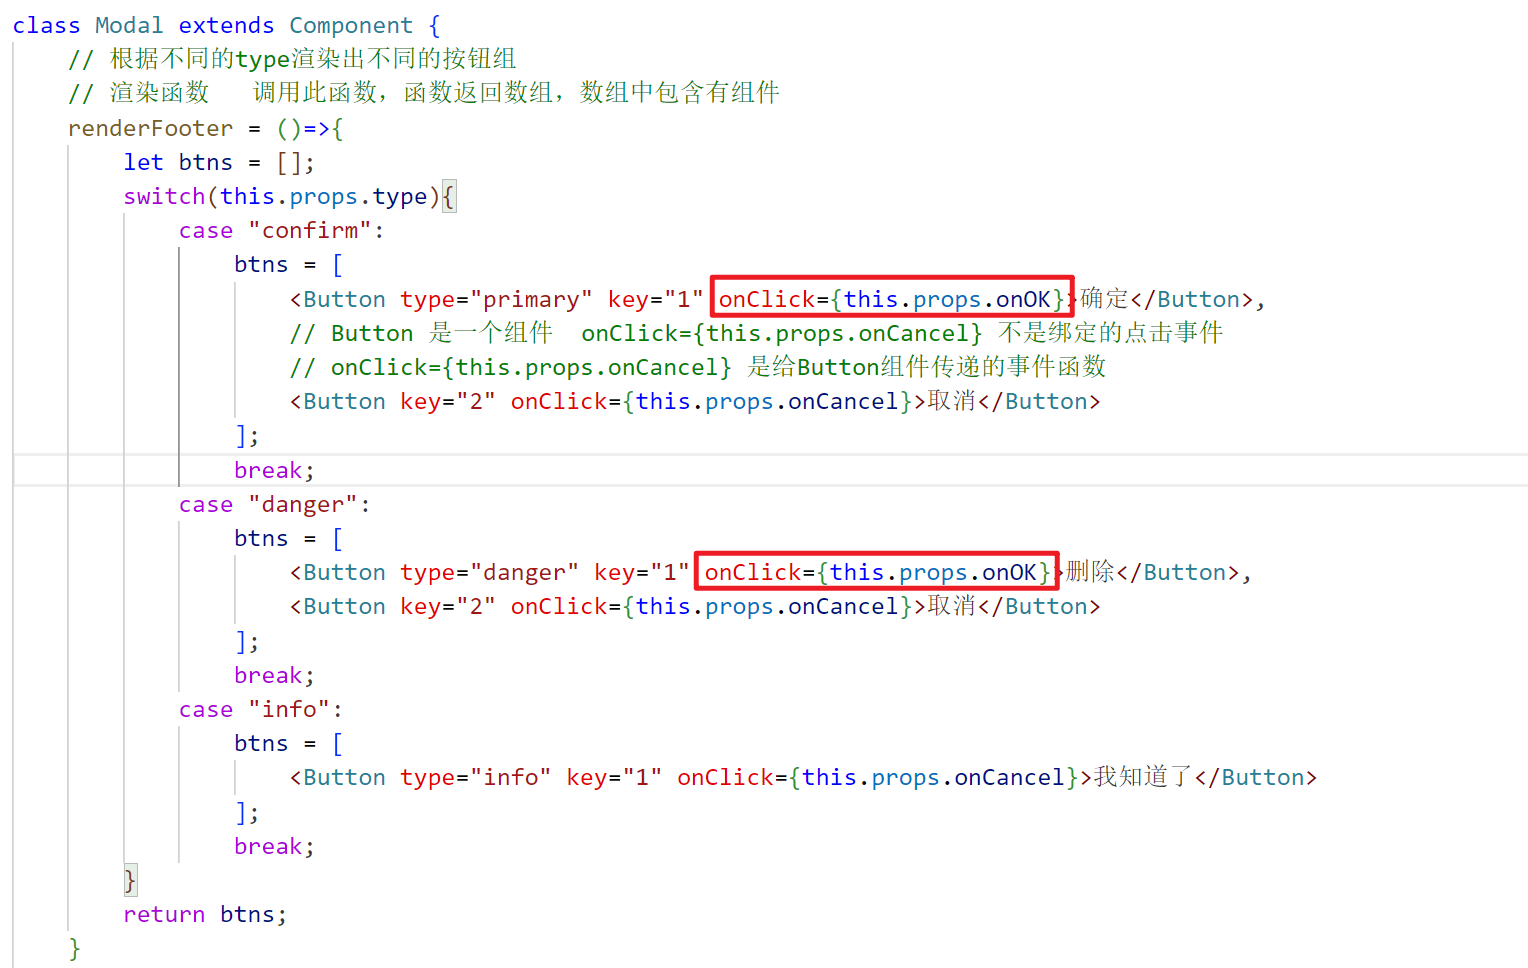 class Modal extends Component {
// 根据不同的type渲染出不同的按钮组
// 渲染函数   调用此函数，函数返回数组，数组中包含有组件
renderFooter = ()=>{
let btns = [];
switch(this.props.type){
case "confirm":
btns = [
<Button type="primary" key="1" onClick={this.props.onOK}>确定</Button>,
// Button 是一个组件  onClick={this.props.onCancel} 不是绑定的点击事件
// onClick={this.props.onCancel} 是给Button组件传递的事件函数
<Button key="2" onClick={this.props.onCancel}>取消</Button>
];
break;
case "danger":
btns = [
<Button type="danger" key="1" onClick={this.props.onOK}>删除</Button>,
<Button key="2" onClick={this.props.onCancel}>取消</Button>
];
break;
case "info":
btns = [
<Button type="info" key="1" onClick={this.props.onCancel}>我知道了</Button>
];
break;
}
return btns;
}